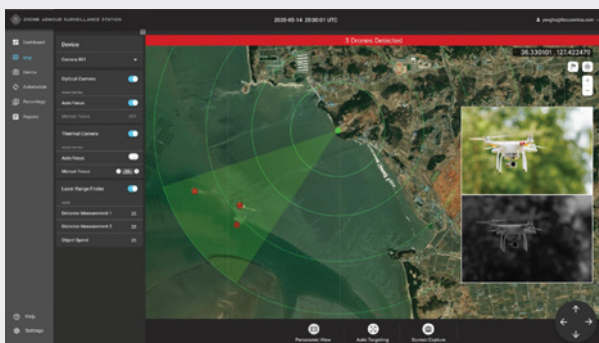 DRONE ARMOUR SURVEILLANCE STATION
2020-05-14 20:00:01 UTC
3 Drones Detected
36.330101, 127.422470
Dashboard
Map
Device
Automation
Recordings
Reports
Help
Settings
Device
Camera 001
Optical Camera
Auto Focus
Manual Focus
Thermal Camera
Auto Focus
Manual Focus
Laser Range Finder
Distance Measurement 1
Distance Measurement 2
Object Speed
Panoramic View
Auto Targeting
Screen Capture